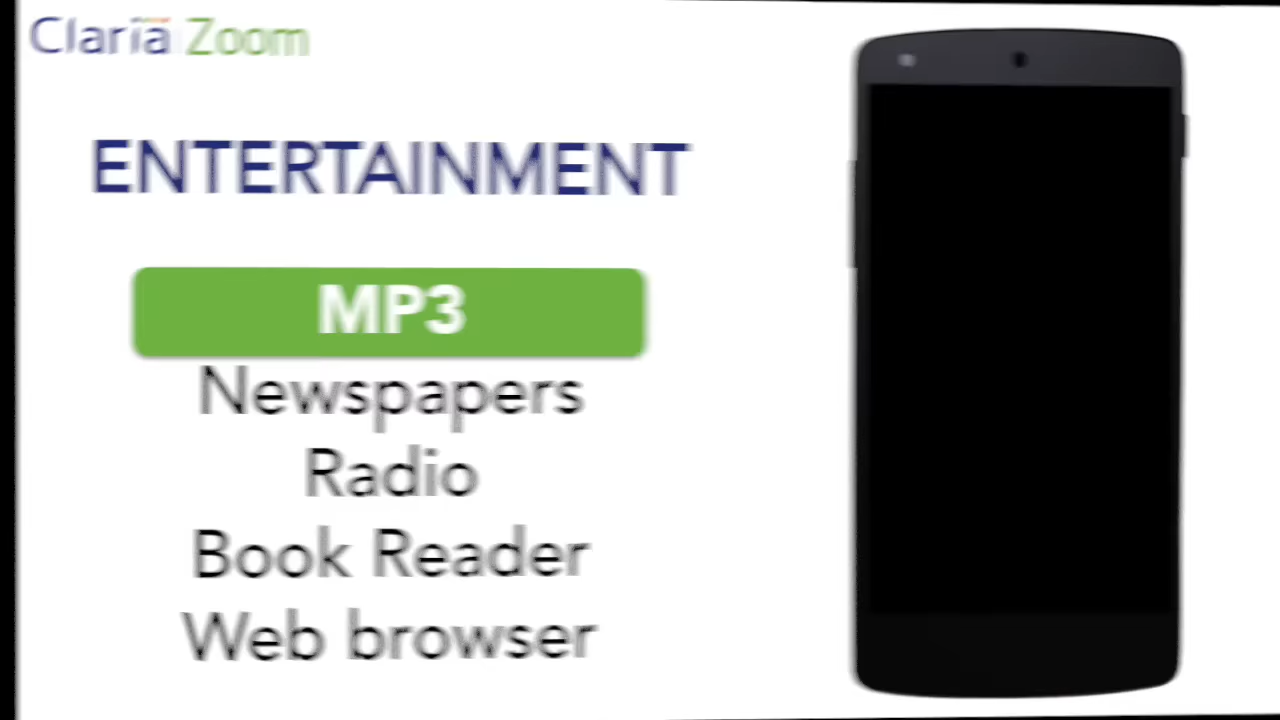 Claria Zoom
ENTERTAINMENT
MP3
Newspapers
Radio
Book Reader
Web browser